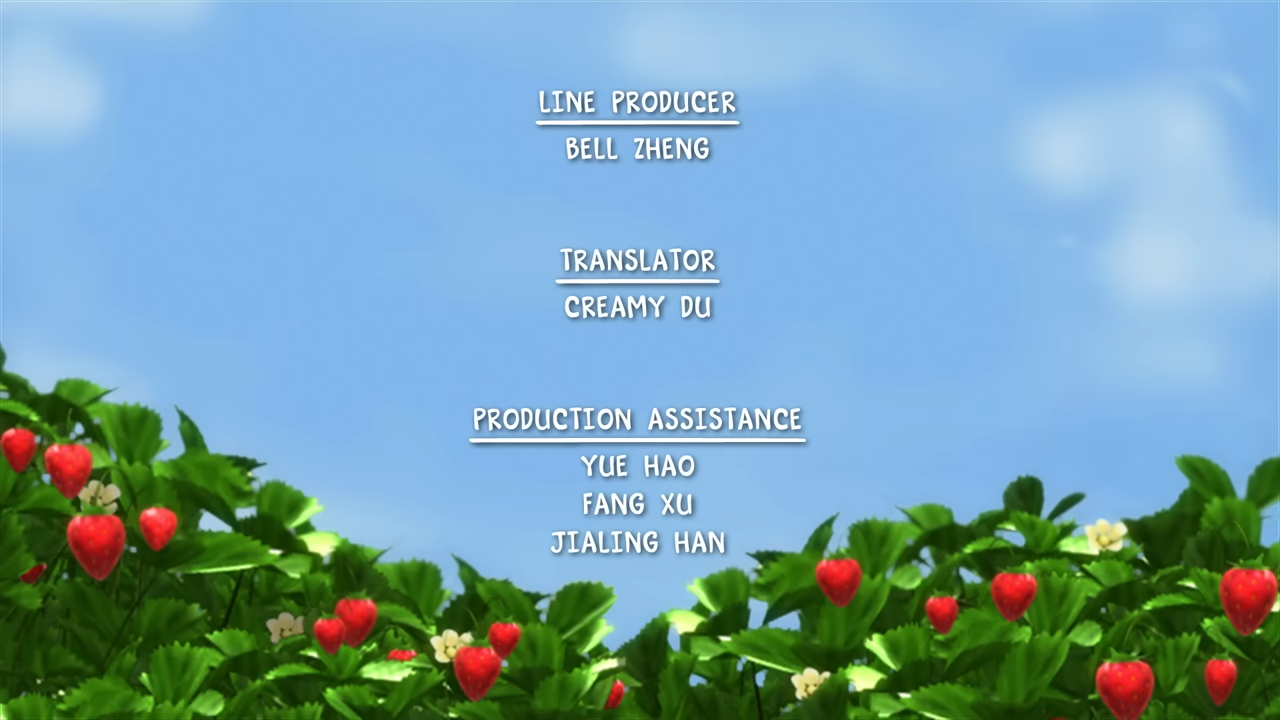 LINE PRODUCER
BELL ZHENG
TRANSLATOR
CREAMY DU
PRODUCTION ASSISTANCE
YUE HAO
FANG XU
JIALING HAN